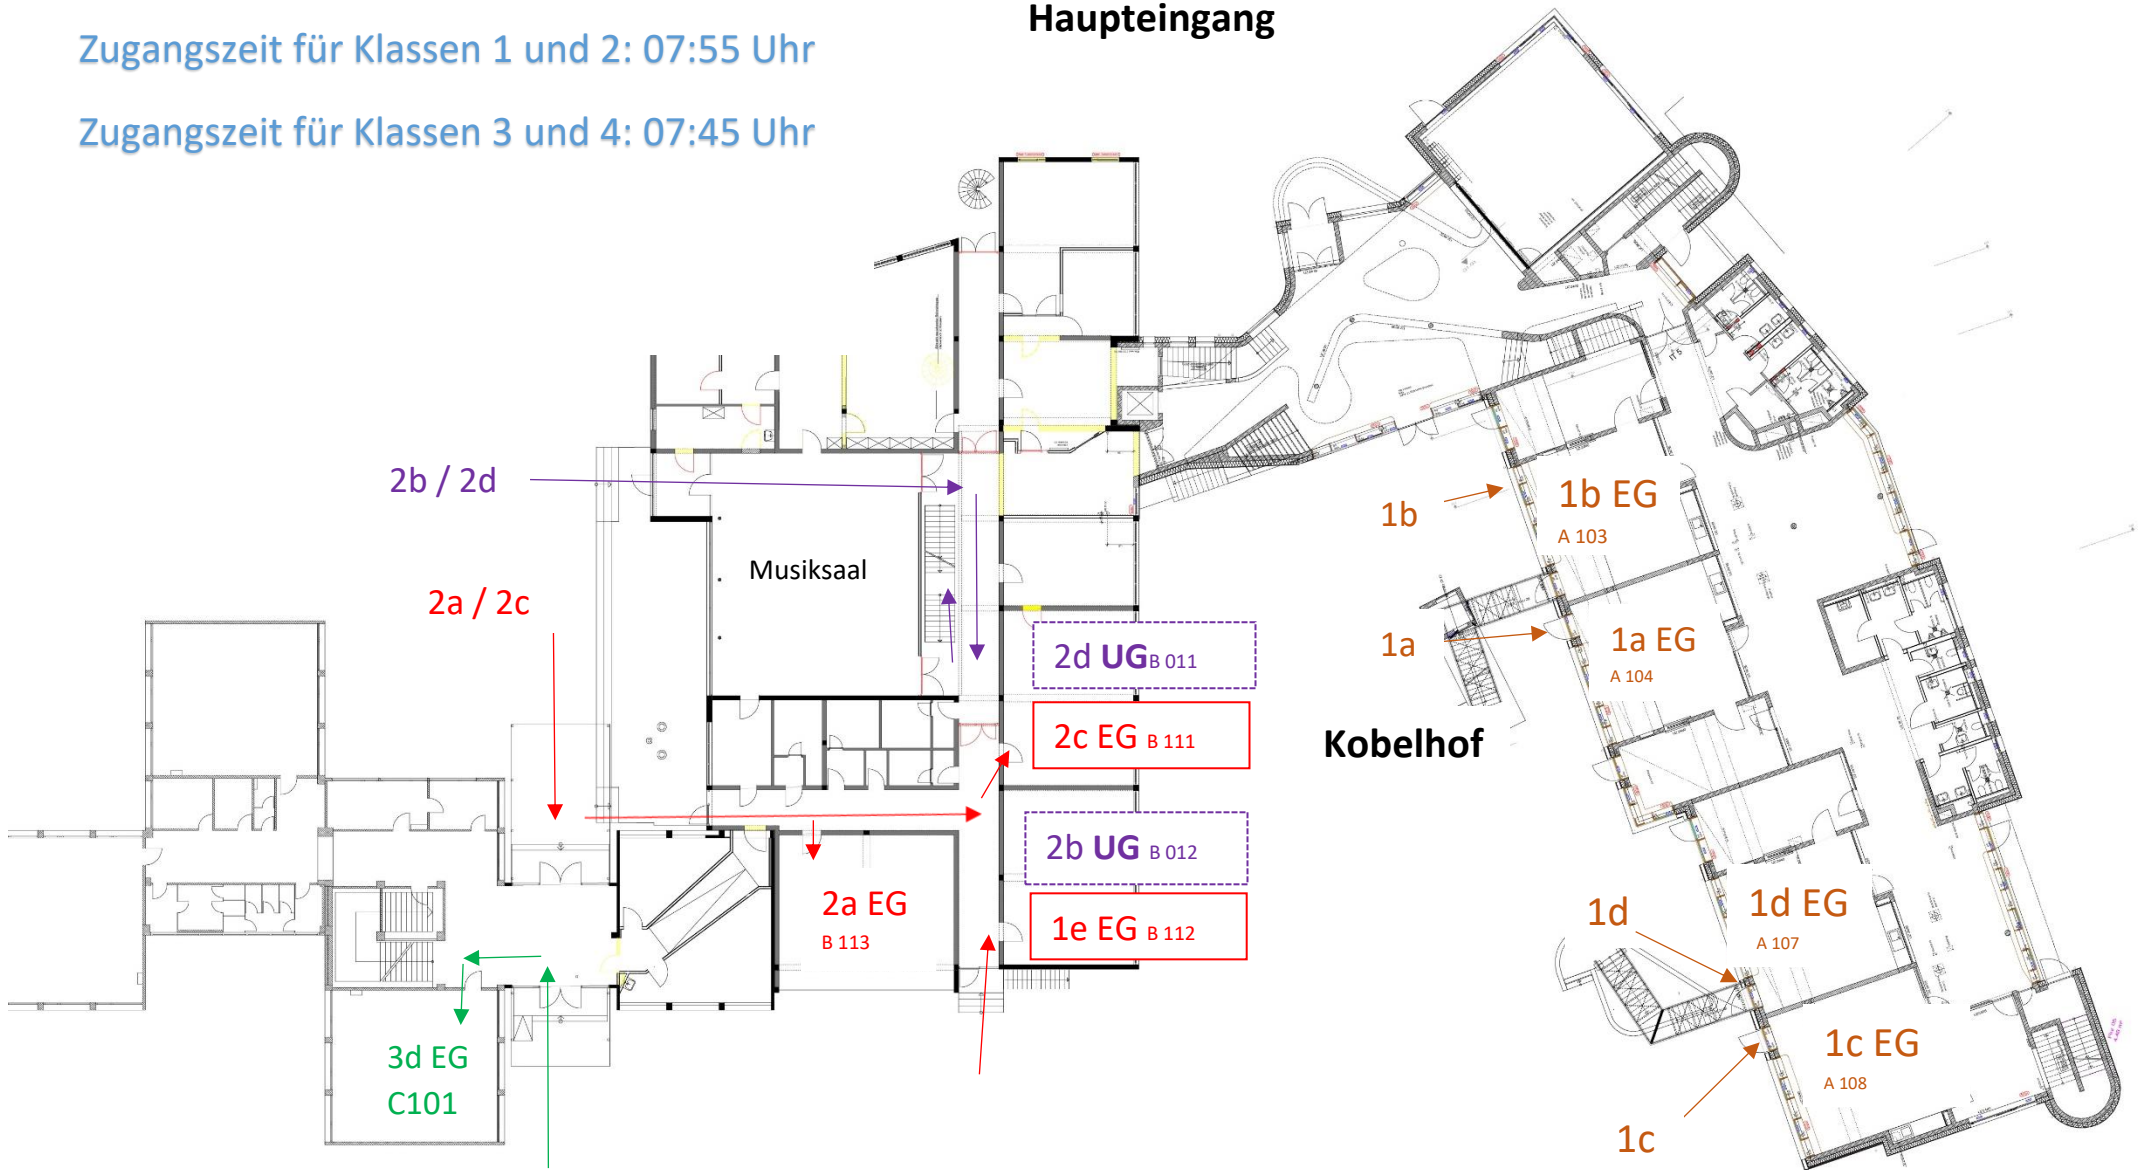 Haupteingang
Zugangszeit für Klassen 1 und 2: 07:55 Uhr
Zugangszeit für Klassen 3 und 4: 07:45 Uhr
2b / 2d
2a / 2c
Musiksaal
2d UG B 011
2c EG B 111
2b UG B 012
1e EG B 112
2a EG
B 113
3d EG
C101
Kobelhof
1b
1b EG
A 103
1a
1a EG
A 104
1d
1d EG
A 107
1c EG
A 108
1c